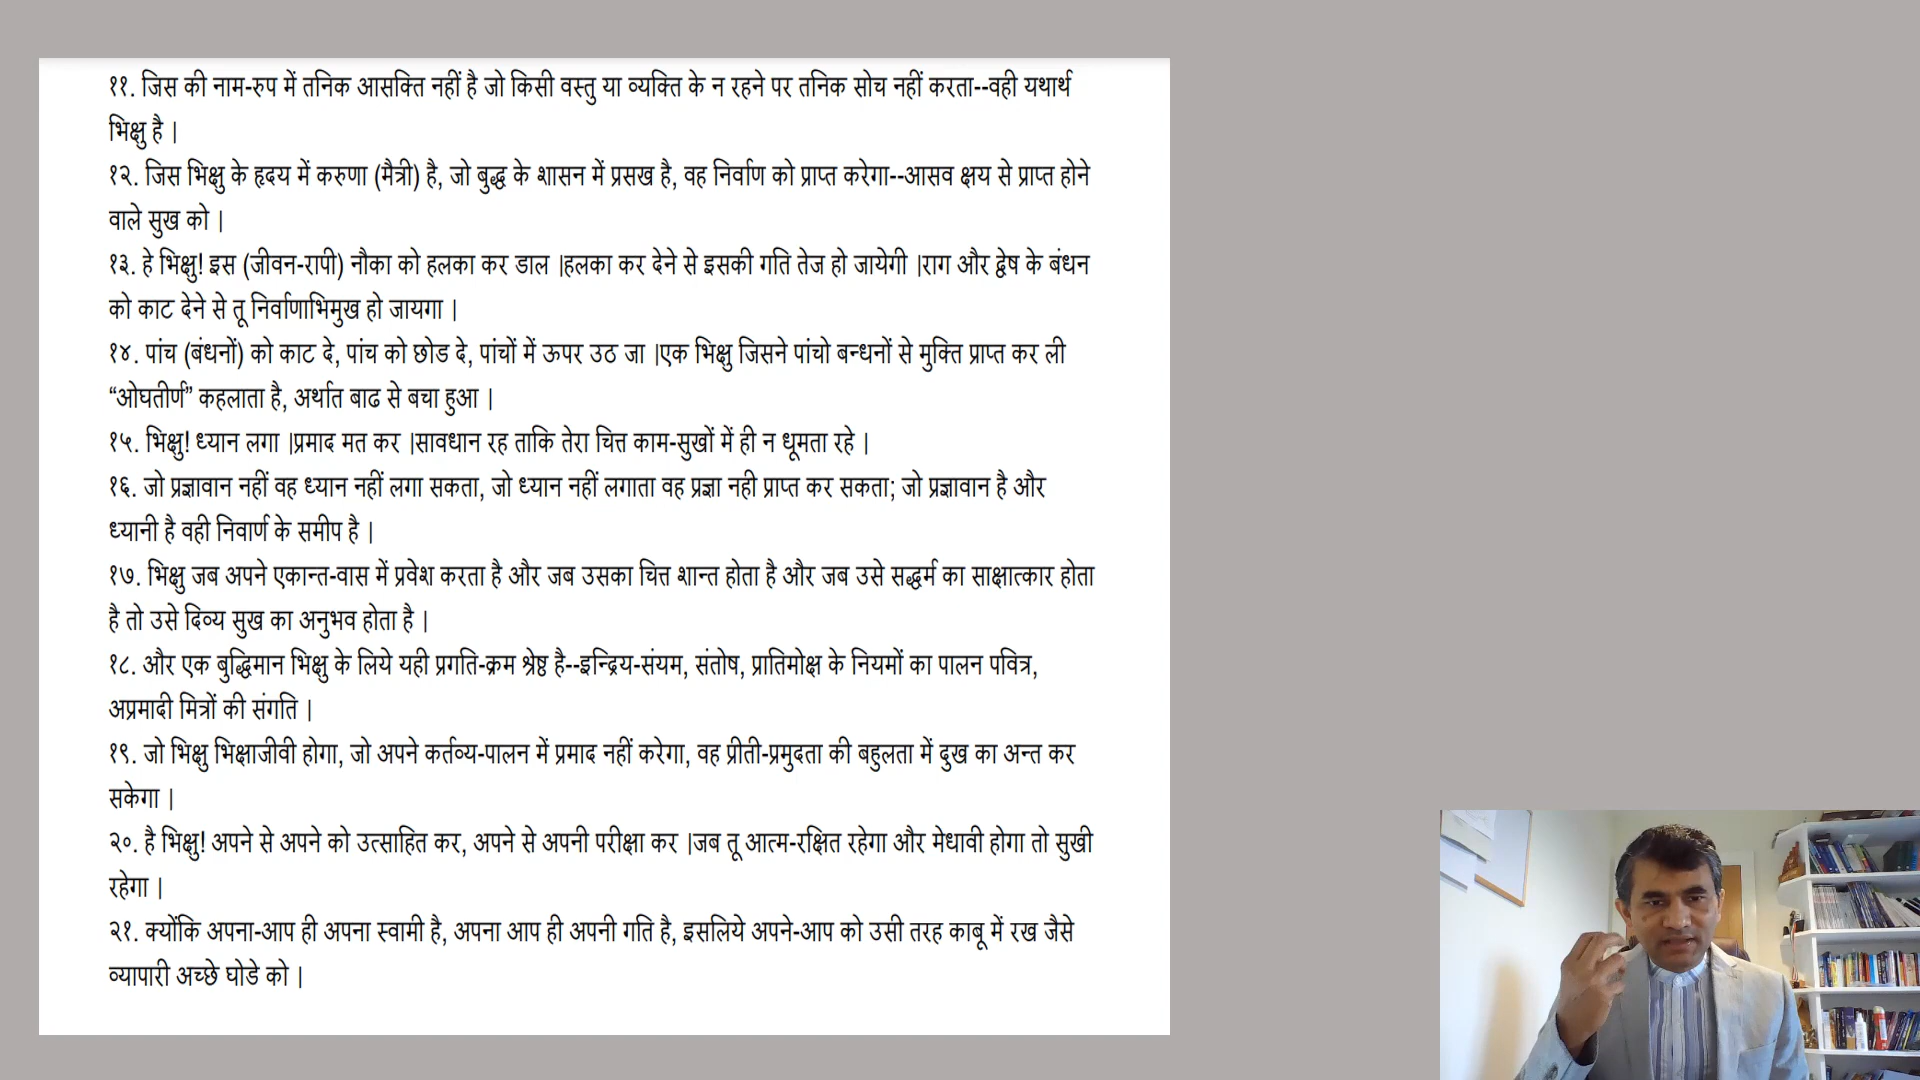 ११. जिस की नाम-रुप में तनिक आसक्ति नहीं है जो किसी वस्तु या व्यक्ति के न रहने पर तनिक सोच नहीं करता--वही यथार्थ
भिक्षु है |
१२. जिस भिक्षु के हृदय में करुणा (मैत्री) है, जो बुद्ध के शासन में प्रसख है, वह निर्वाण को प्राप्त करेगा--आसव क्षय से प्राप्त होने
वाले सुख को |
१३. हे भिक्षु! इस (जीवन-रापी) नौका को हलका कर डाल |हलका कर देने से इसकी गति तेज हो जायेगी |राग और द्वेष के बंधन
को काट देने से तू निर्वाणाभिमुख हो जायगा |
१४. पांच (बंधनों) को काट दे, पांच को छोड दे, पांचों में ऊपर उठ जा |एक भिक्षु जिसने पांचो बन्धनों से मुक्ति प्राप्त कर ली
“ओघतीर्ण” कहलाता है, अर्थात बाढ से बचा हुआ |
१५. भिक्षु! ध्यान लगा |प्रमाद मत कर |सावधान रह ताकि तेरा चित्त काम-सुखों में ही न धूमता रहे |
१६. जो प्रज्ञावान नहीं वह ध्यान नहीं लगा सकता, जो ध्यान नहीं लगाता वह प्रज्ञा नही प्राप्त कर सकता; जो प्रज्ञावान है और
ध्यानी है वही निवार्ण के समीप है |
१७. भिक्षु जब अपने एकान्त-वास में प्रवेश करता है और जब उसका चित्त शान्त होता है और जब उसे सद्धर्म का साक्षात्कार होता
है तो उसे दिव्य सुख का अनुभव होता है |
१८. और एक बुद्धिमान भिक्षु के लिये यही प्रगति-क्रम श्रेष्ठ है--इन्द्रिय-संयम, संतोष, प्रातिमोक्ष के नियमों का पालन पवित्र,
अप्रमादी मित्रों की संगति |
१९. जो भिक्षु भिक्षाजीवी होगा, जो अपने कर्तव्य-पालन में प्रमाद नहीं करेगा, वह प्रीती-प्रमुदता की बहुलता में दुख का अन्त कर
सकेगा |
२०. है भिक्षु! अपने से अपने को उत्साहित कर, अपने से अपनी परीक्षा कर |जब तू आत्म-रक्षित रहेगा और मेधावी होगा तो सुखी
रहेगा |
२१. क्योंकि अपना-आप ही अपना स्वामी है, अपना आप ही अपनी गति है, इसलिये अपने-आप को उसी तरह काबू में रख जैसे
व्यापारी अच्छे घोडे को |